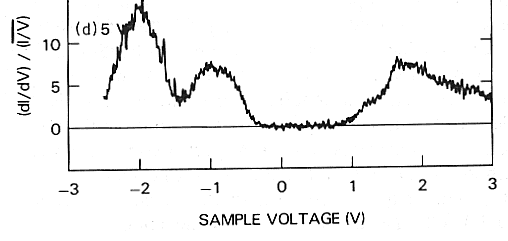 (d) 5 V
(dI/dV) / (I/V)
10
5
0
−3 −2 −1 0 1 2 3
SAMPLE VOLTAGE (V)